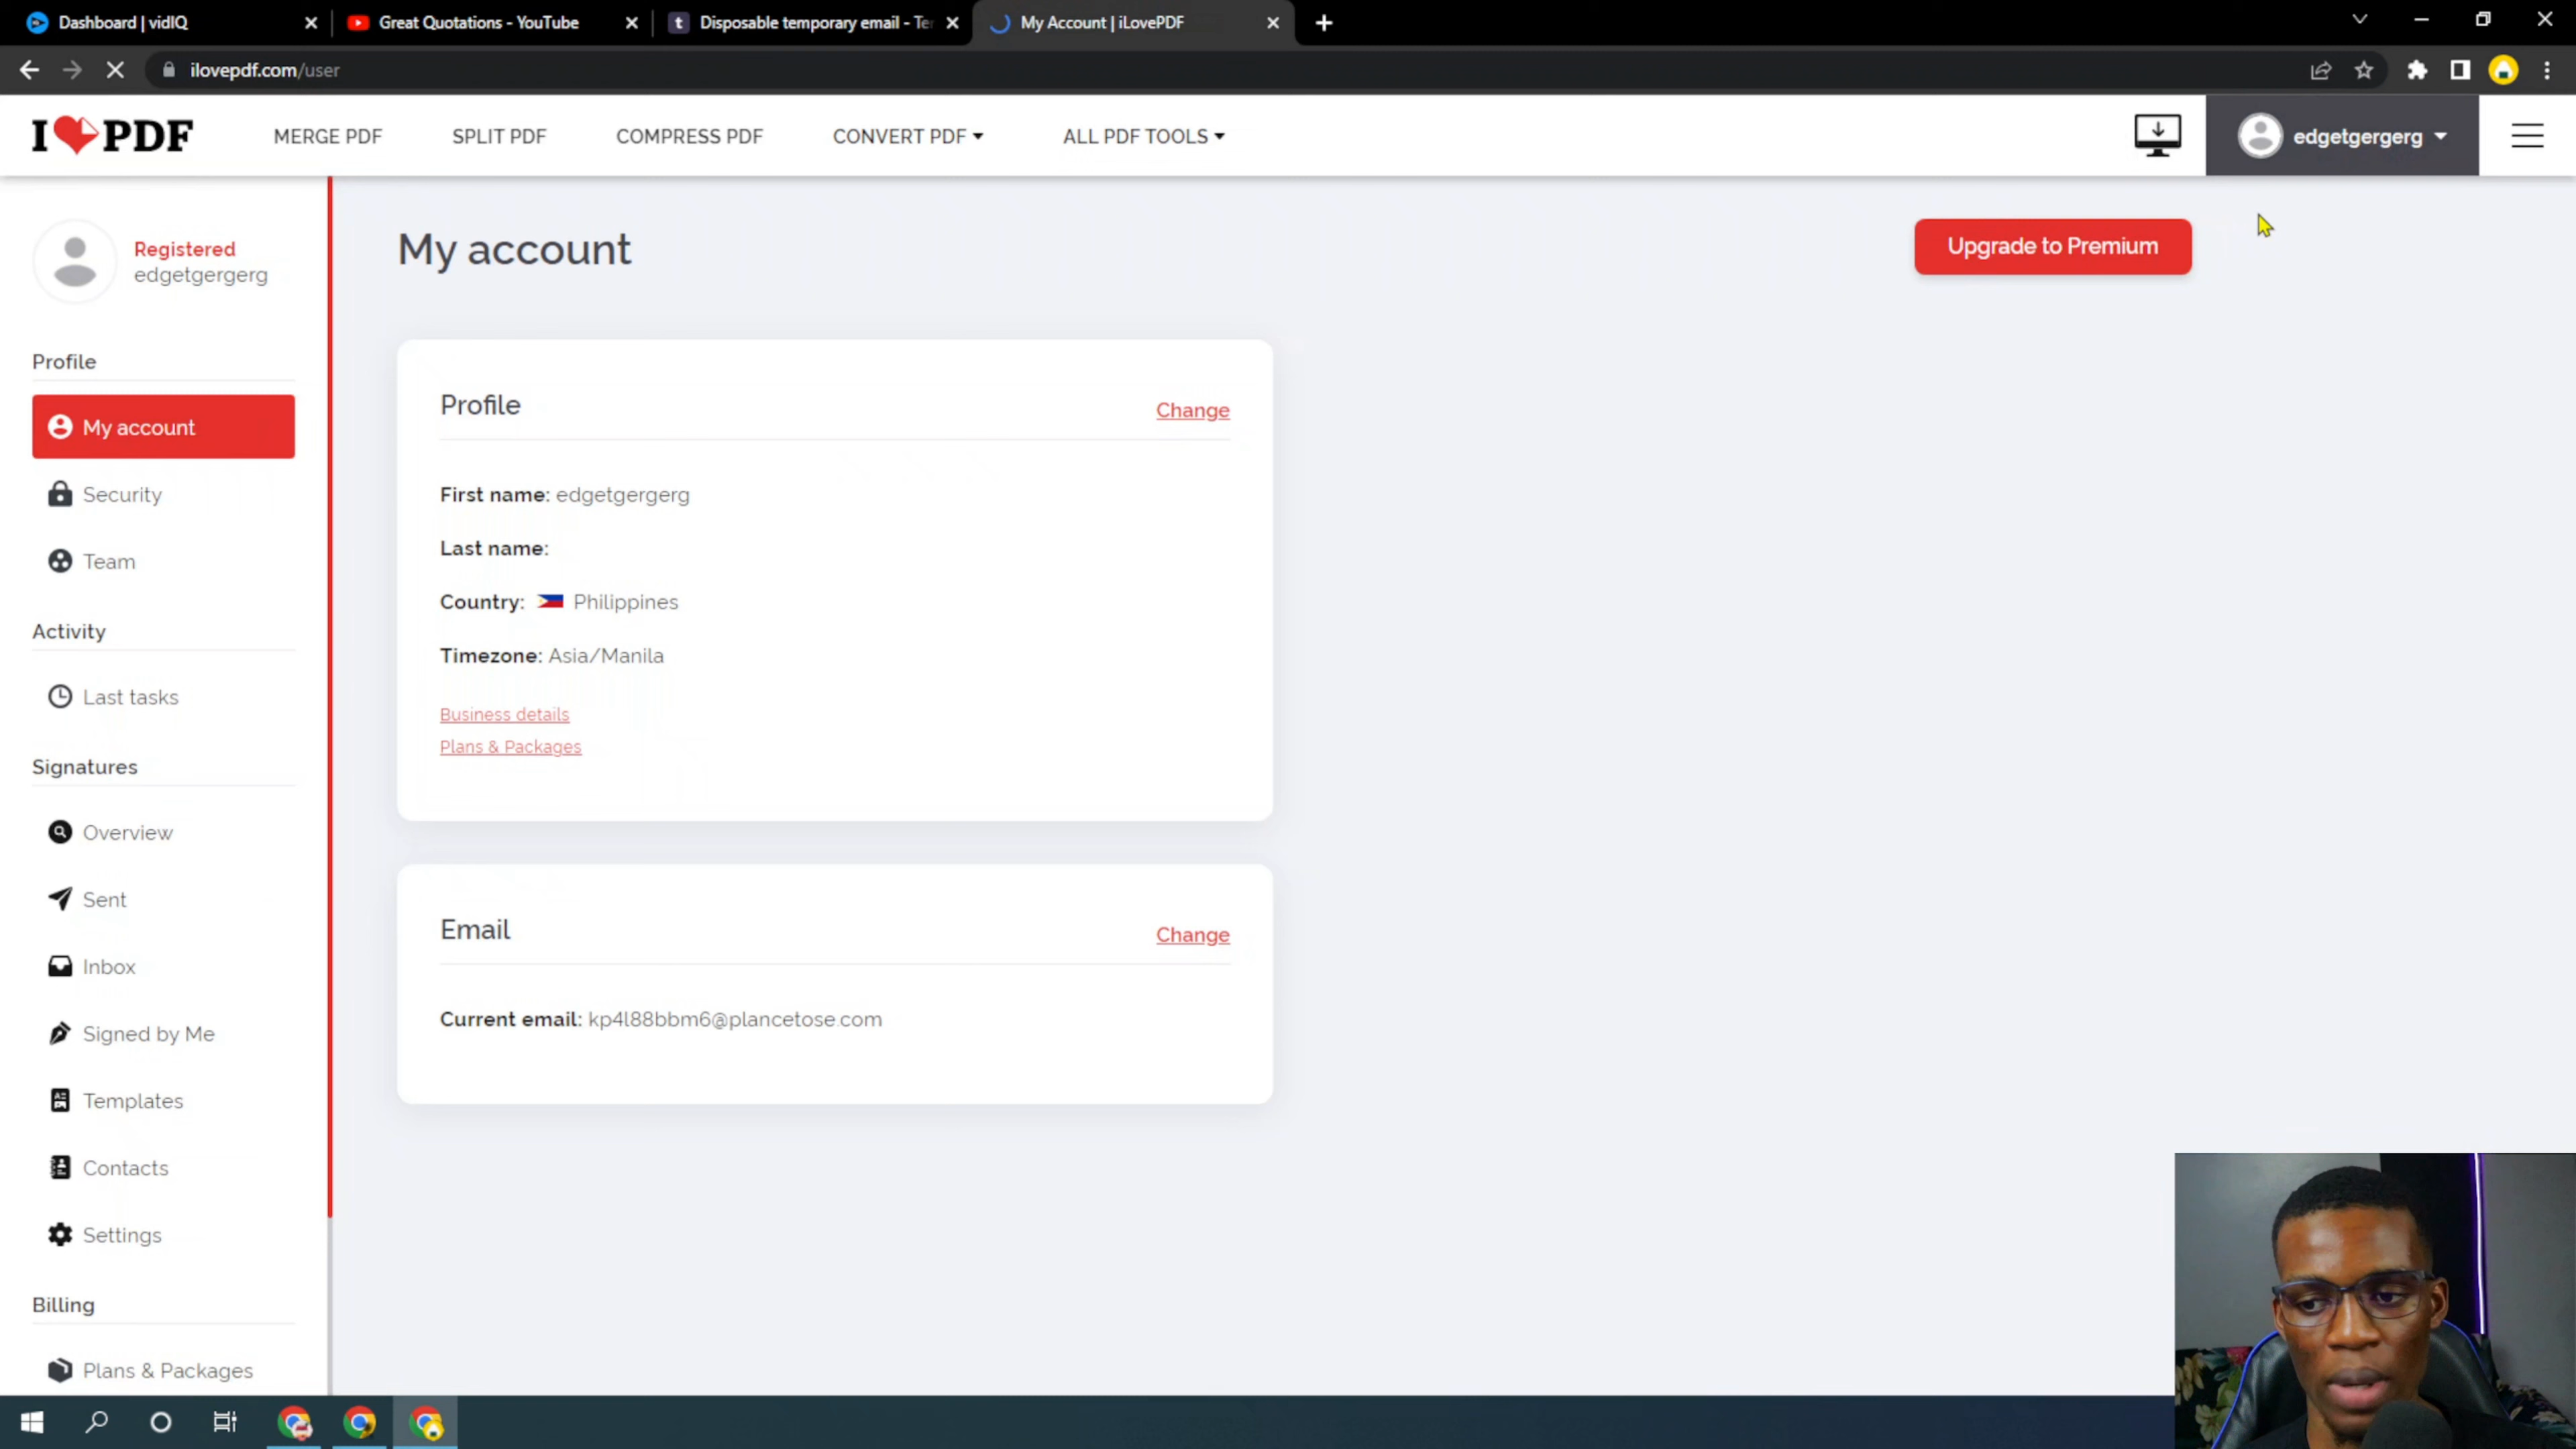 Dashboard | vidIQ
Great Quotations - YouTube
Disposable temporary email - Te
My Account | iLovePDF
ilovepdf.com/user
I PDF
MERGE PDF
SPLIT PDF
COMPRESS PDF
CONVERT PDF
ALL PDF TOOLS
edgetgergerg
Registered
edgetgergerg
Profile
My account
Security
Team
Activity
Last tasks
Signatures
Overview
Sent
Inbox
Signed by Me
Templates
Contacts
Settings
Billing
Plans & Packages
My account
Upgrade to Premium
Profile
Change
First name: edgetgergerg
Last name:
Country: Philippines
Timezone: Asia/Manila
Business details
Plans & Packages
Email
Change
Current email: kp4l88bbm6@plancetose.com